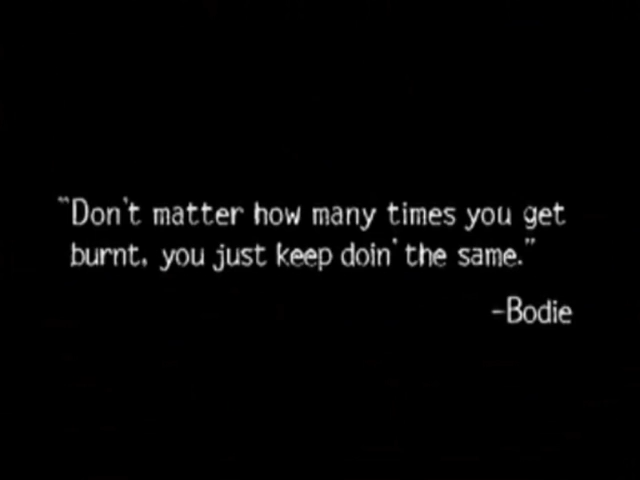 "Don't matter how many times you get
burnt, you just keep doin' the same."
-Bodie